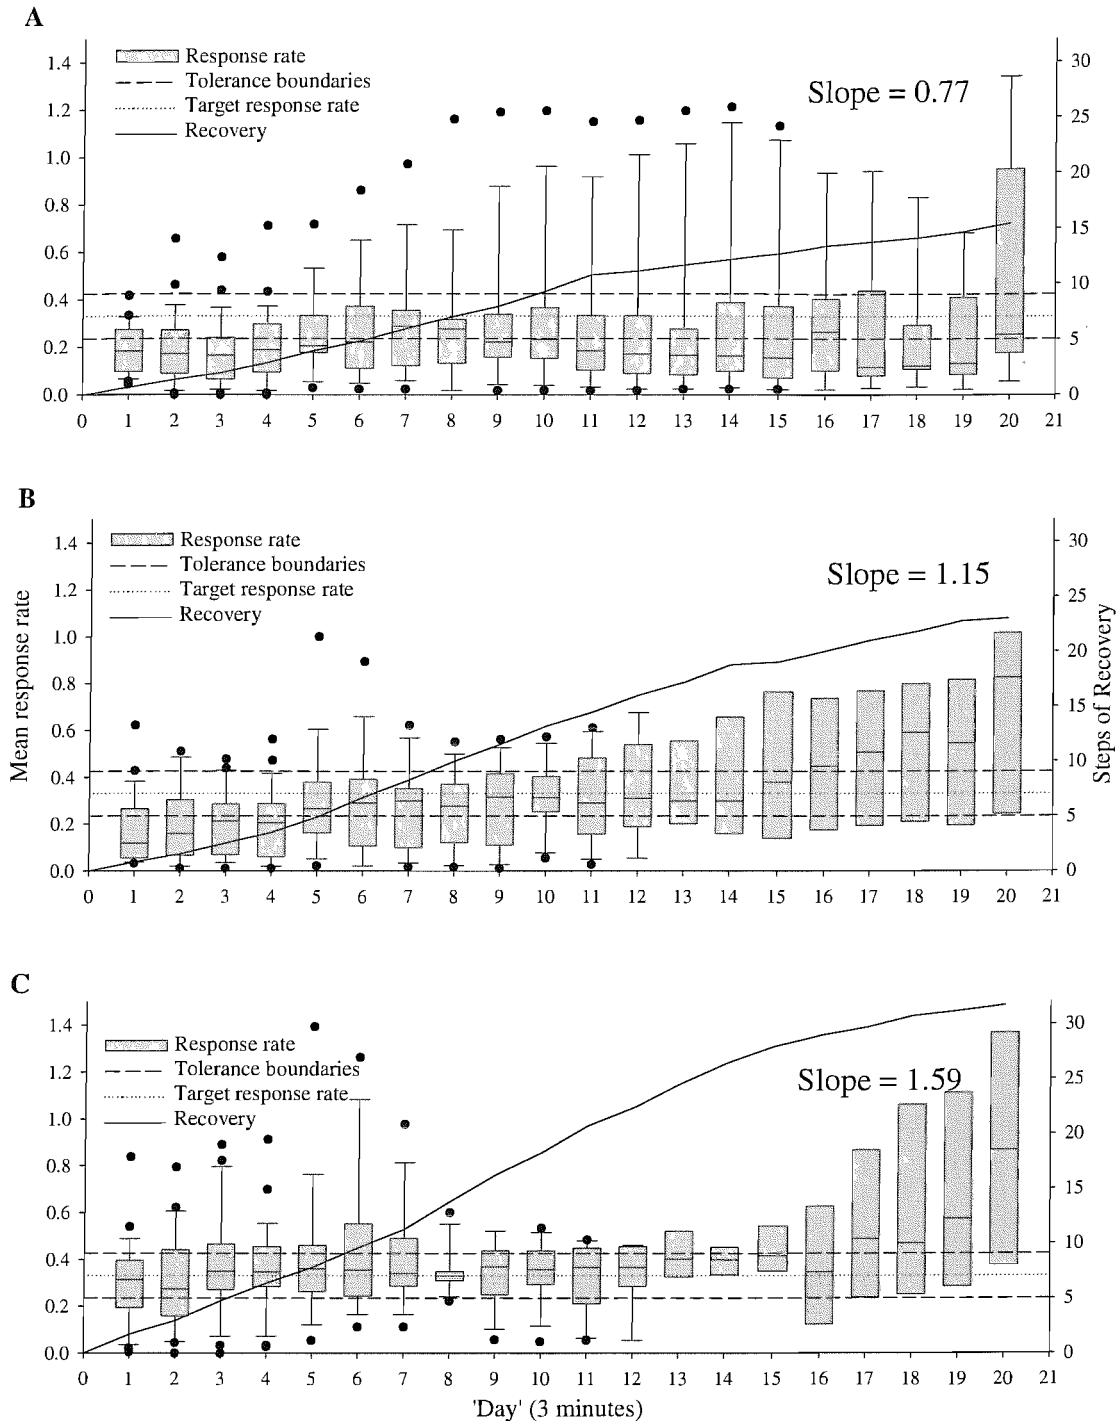 A
Response rate
Tolerance boundaries
Target response rate
Recovery
Slope = 0.77
1.4
1.2
1.0
0.8
0.6
0.4
0.2
0.0
30
25
20
15
10
5
0
0 1 2 3 4 5 6 7 8 9 10 11 12 13 14 15 16 17 18 19 20 21
B
Response rate
Tolerance boundaries
Target response rate
Recovery
Slope = 1.15
Mean response rate
1.4
1.2
1.0
0.8
0.6
0.4
0.2
0.0
30
25
20
15
10
5
0
Steps of Recovery
0 1 2 3 4 5 6 7 8 9 10 11 12 13 14 15 16 17 18 19 20 21
C
Response rate
Tolerance boundaries
Target response rate
Recovery
Slope = 1.59
1.4
1.2
1.0
0.8
0.6
0.4
0.2
0.0
30
25
20
15
10
5
0
0 1 2 3 4 5 6 7 8 9 10 11 12 13 14 15 16 17 18 19 20 21
'Day' (3 minutes)